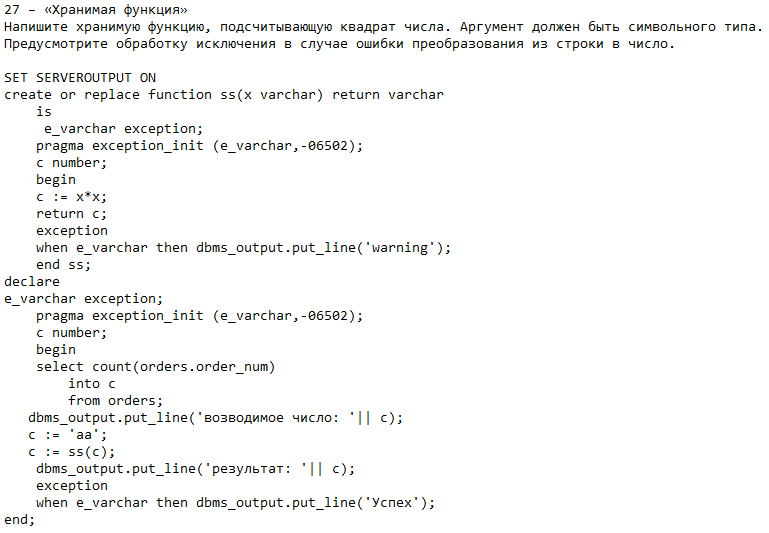 27 – «Хранимая функция»
Напишите хранимую функцию, подсчитывающую квадрат числа. Аргумент должен быть символьного типа.
Предусмотрите обработку исключения в случае ошибки преобразования из строки в число.

SET SERVEROUTPUT ON
create or replace function ss(x varchar) return varchar
    is
     e_varchar exception;
    pragma exception_init (e_varchar,-06502);
    c number;
    begin
    c := x*x;
    return c;
    exception
    when e_varchar then dbms_output.put_line('warning');
    end ss;
declare
e_varchar exception;
    pragma exception_init (e_varchar,-06502);
    c number;
    begin
    select count(orders.order_num)
        into c
        from orders;
   dbms_output.put_line('возводимое число: '|| c);
   c := 'aa';
   c := ss(c);
    dbms_output.put_line('результат: '|| c);
    exception
    when e_varchar then dbms_output.put_line('Успех');
end;